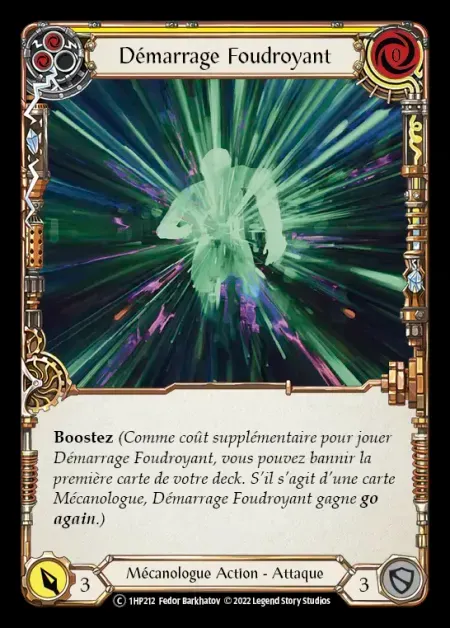 Démarrage Foudroyant
0
Boostez (Comme coût supplémentaire pour jouer
Démarrage Foudroyant, vous pouvez bannir la
première carte de votre deck. S'il s'agit d'une carte
Mécanologue, Démarrage Foudroyant gagne go
again.)
3
Mécanologue Action - Attaque
3
C 1HP212 Fedor Barkhatov © 2022 Legend Story Studios